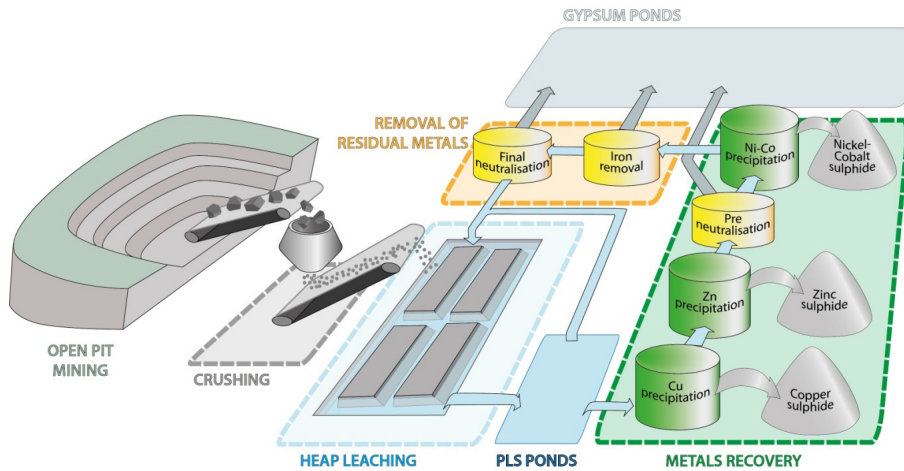 GYPSUM PONDS
REMOVAL OF
RESIDUAL METALS
Final
neutralisation
Iron
removal
Ni-Co
precipitation
Nickel-
Cobalt
sulphide
Pre
neutralisation
Zn
precipitation
Zinc
sulphide
OPEN PIT
MINING
CRUSHING
Cu
precipitation
Copper
sulphide
HEAP LEACHING
PLS PONDS
METALS RECOVERY